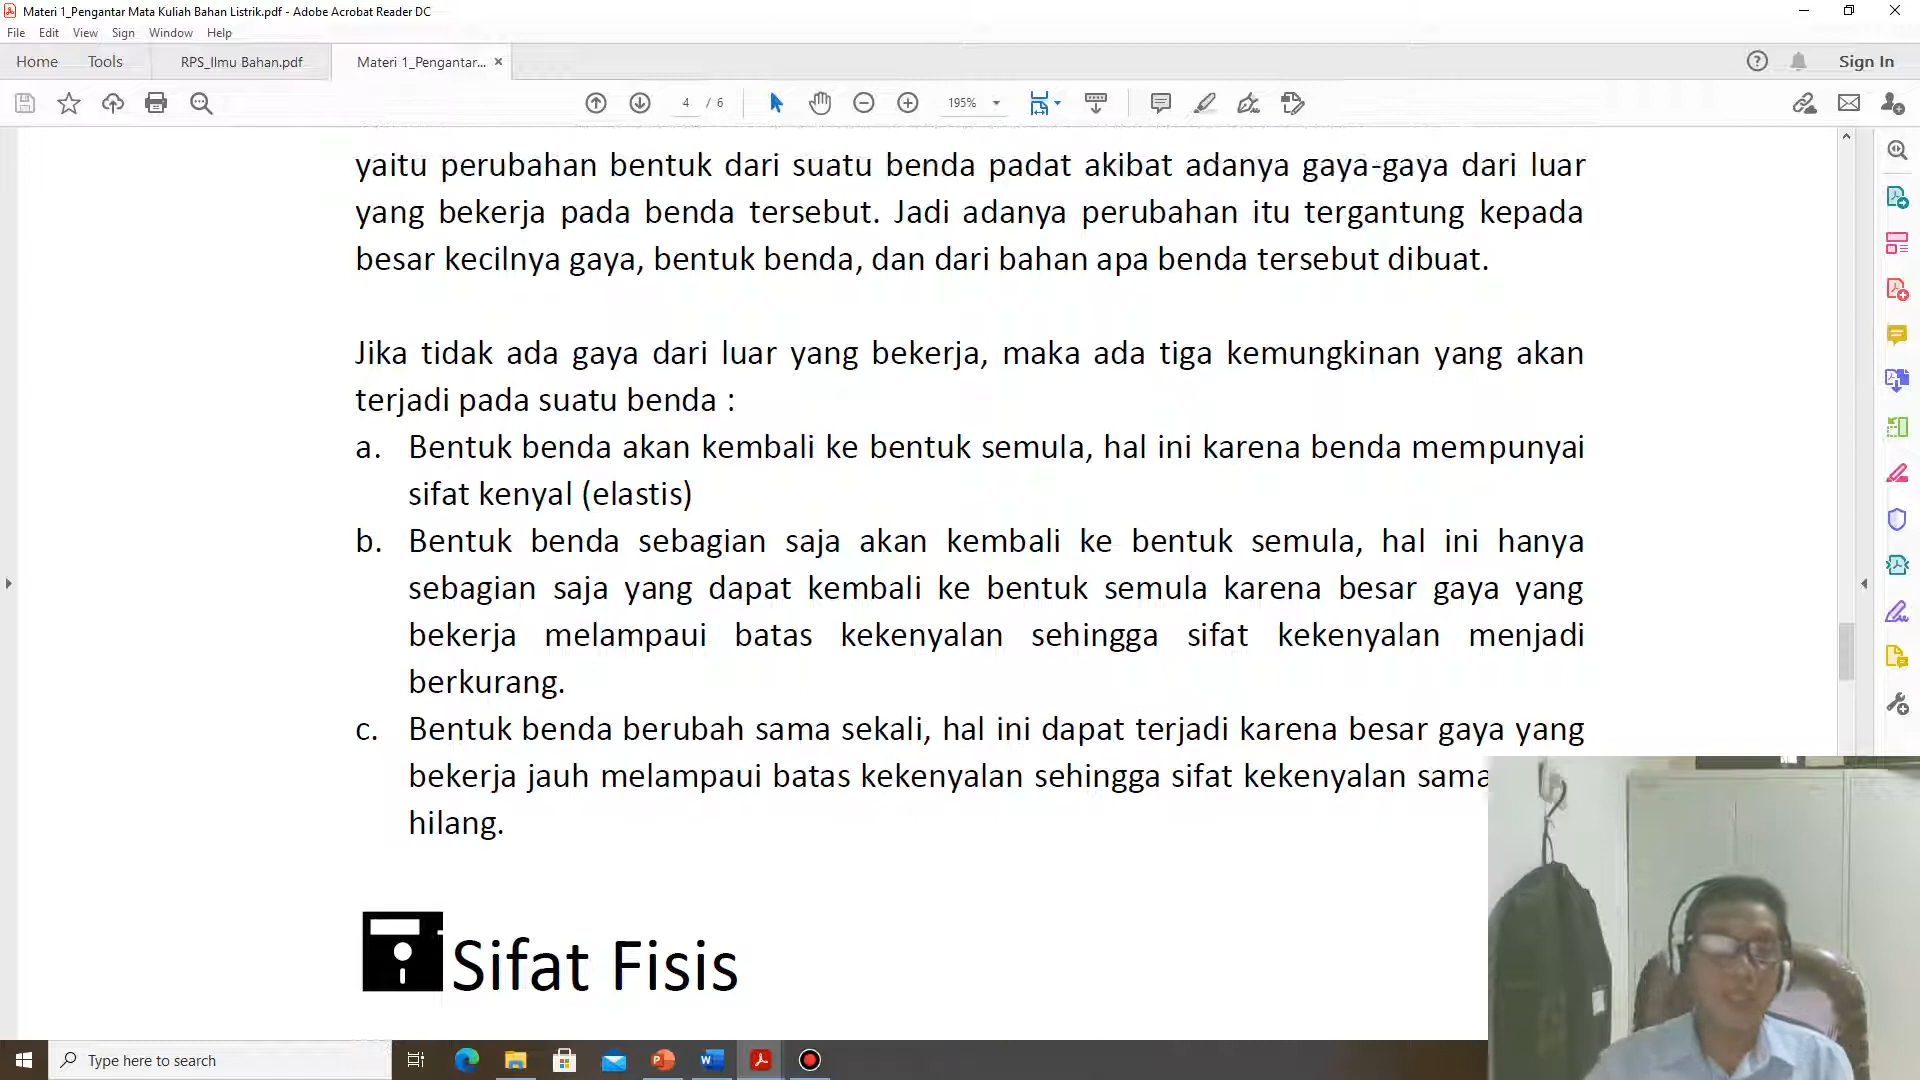 Materi 1_Pengantar Mata Kuliah Bahan Listrik.pdf - Adobe Acrobat Reader DC
File Edit View Sign Window Help
Home Tools RPS_Ilmu Bahan.pdf Materi 1_Pengantar... Sign In
4 / 6 195%
yaitu perubahan bentuk dari suatu benda padat akibat adanya gaya-gaya dari luar
yang bekerja pada benda tersebut. Jadi adanya perubahan itu tergantung kepada
besar kecilnya gaya, bentuk benda, dan dari bahan apa benda tersebut dibuat.
Jika tidak ada gaya dari luar yang bekerja, maka ada tiga kemungkinan yang akan
terjadi pada suatu benda :
a. Bentuk benda akan kembali ke bentuk semula, hal ini karena benda mempunyai
sifat kenyal (elastis)
b. Bentuk benda sebagian saja akan kembali ke bentuk semula, hal ini hanya
sebagian saja yang dapat kembali ke bentuk semula karena besar gaya yang
bekerja melampaui batas kekenyalan sehingga sifat kekenyalan menjadi
berkurang.
c. Bentuk benda berubah sama sekali, hal ini dapat terjadi karena besar gaya yang
bekerja jauh melampaui batas kekenyalan sehingga sifat kekenyalan sama
hilang.
Sifat Fisis
Type here to search